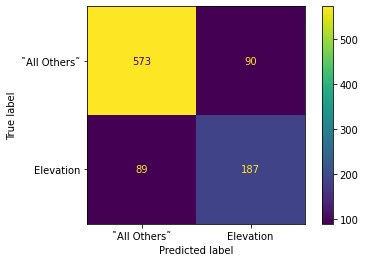 ˜All Others˜
573
90
Elevation
89
187
˜All Others˜
Elevation
True label
Predicted label
500
400
300
200
100